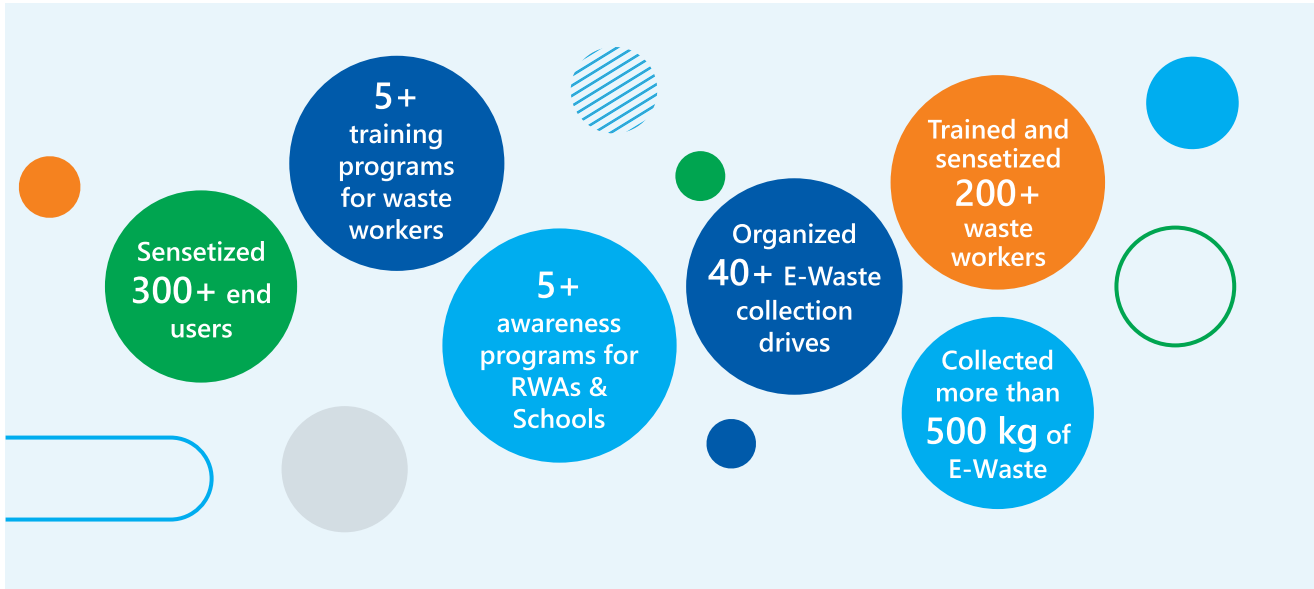 Sensetized
300+ end
users
5+
training
programs
for waste
workers
5+
awareness
programs for
RWAs &
Schools
Organized
40+ E-Waste
collection
drives
Trained and
sensetized
200+
waste
workers
Collected
more than
500 kg of
E-Waste